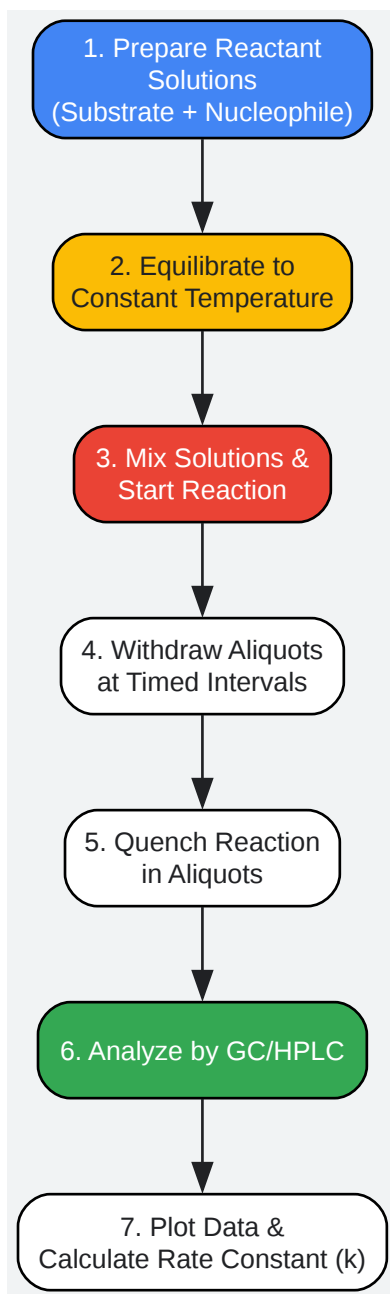 1. Prepare Reactant
Solutions
(Substrate + Nucleophile)
2. Equilibrate to
Constant Temperature
3. Mix Solutions &
Start Reaction
4. Withdraw Aliquots
at Timed Intervals
5. Quench Reaction
in Aliquots
6. Analyze by GC/HPLC
7. Plot Data &
Calculate Rate Constant (k)